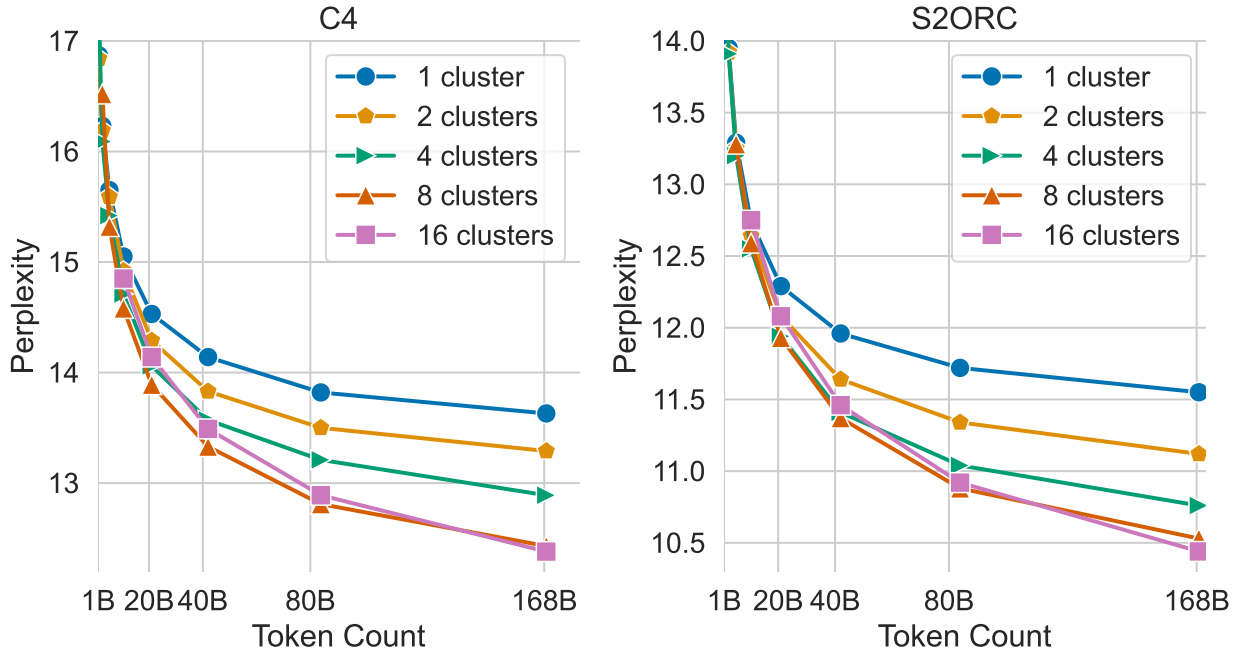 C4
17
16
15
14
13
Perplexity
1 cluster
2 clusters
4 clusters
8 clusters
16 clusters
1B 20B 40B 80B 168B
Token Count
S2ORC
14.0
13.5
13.0
12.5
12.0
11.5
11.0
10.5
Perplexity
1 cluster
2 clusters
4 clusters
8 clusters
16 clusters
1B 20B 40B 80B 168B
Token Count